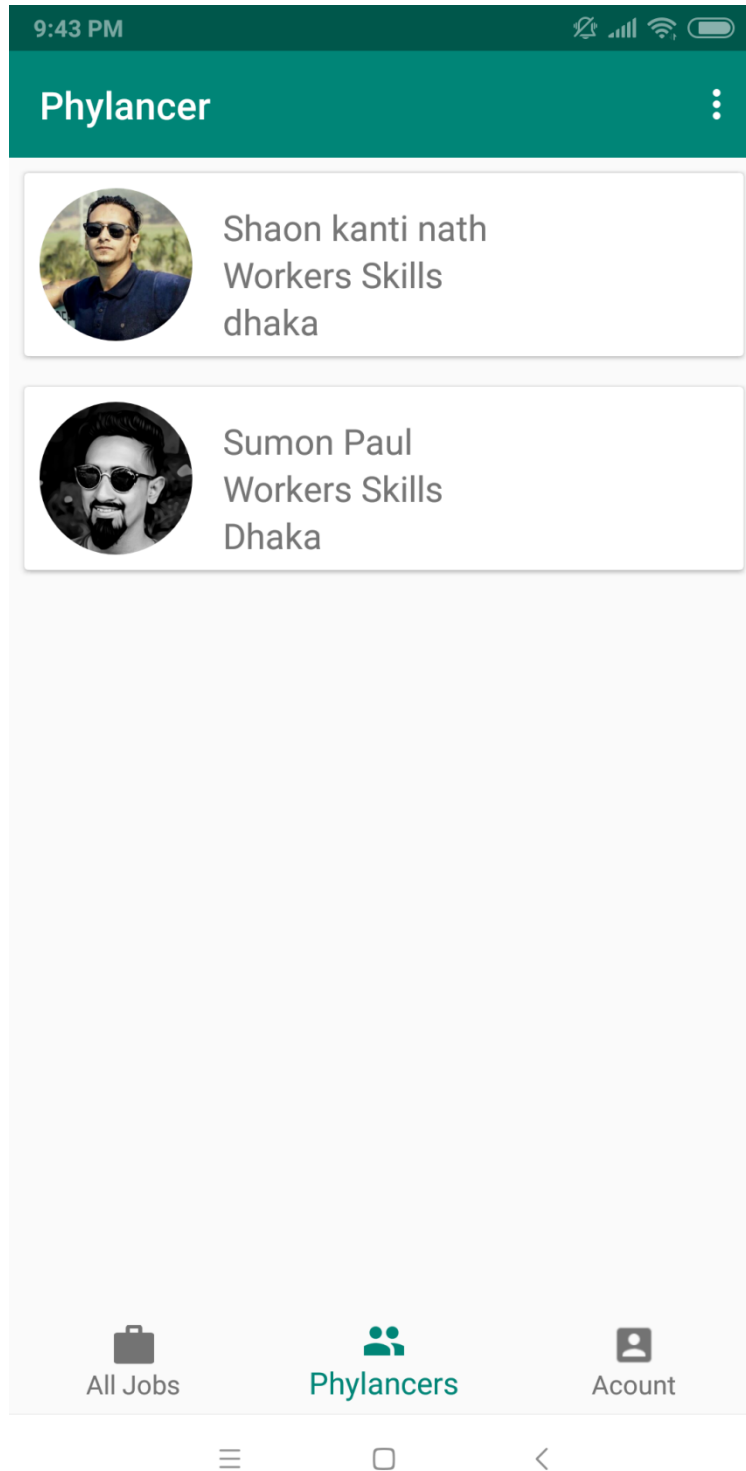 9:43 PM
Phylancer
Shaon kanti nath
Workers Skills
dhaka
Sumon Paul
Workers Skills
Dhaka
All Jobs
Phylancers
Acount